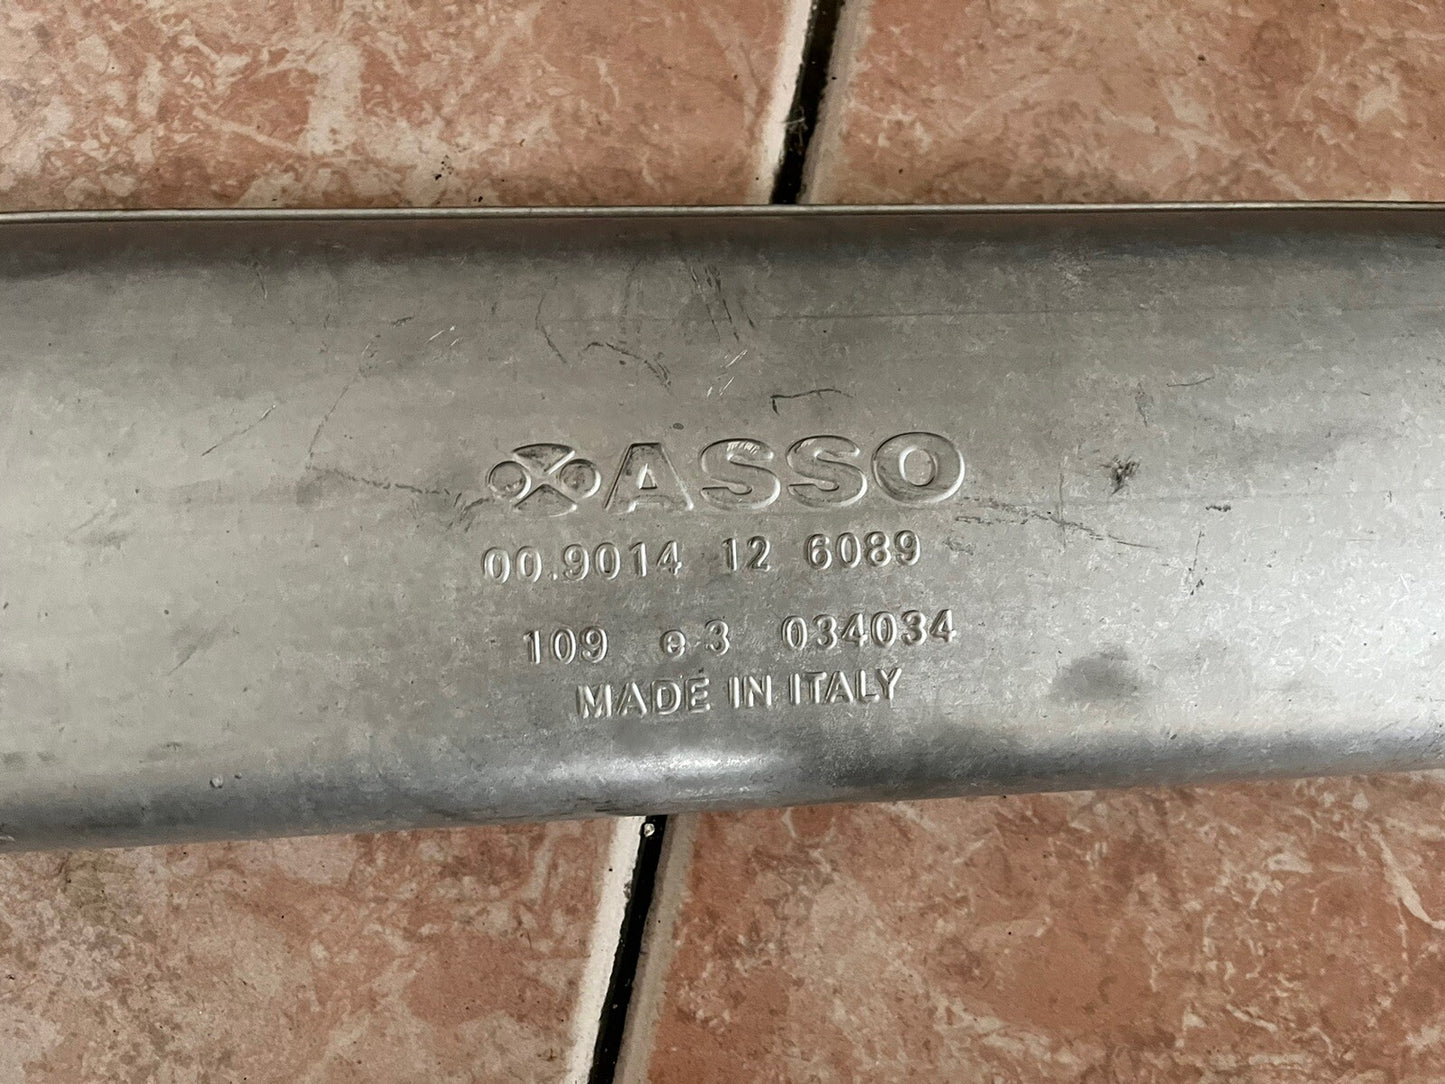 ASSO
00.9014 12 6089
109 e3 034034
MADE IN ITALY